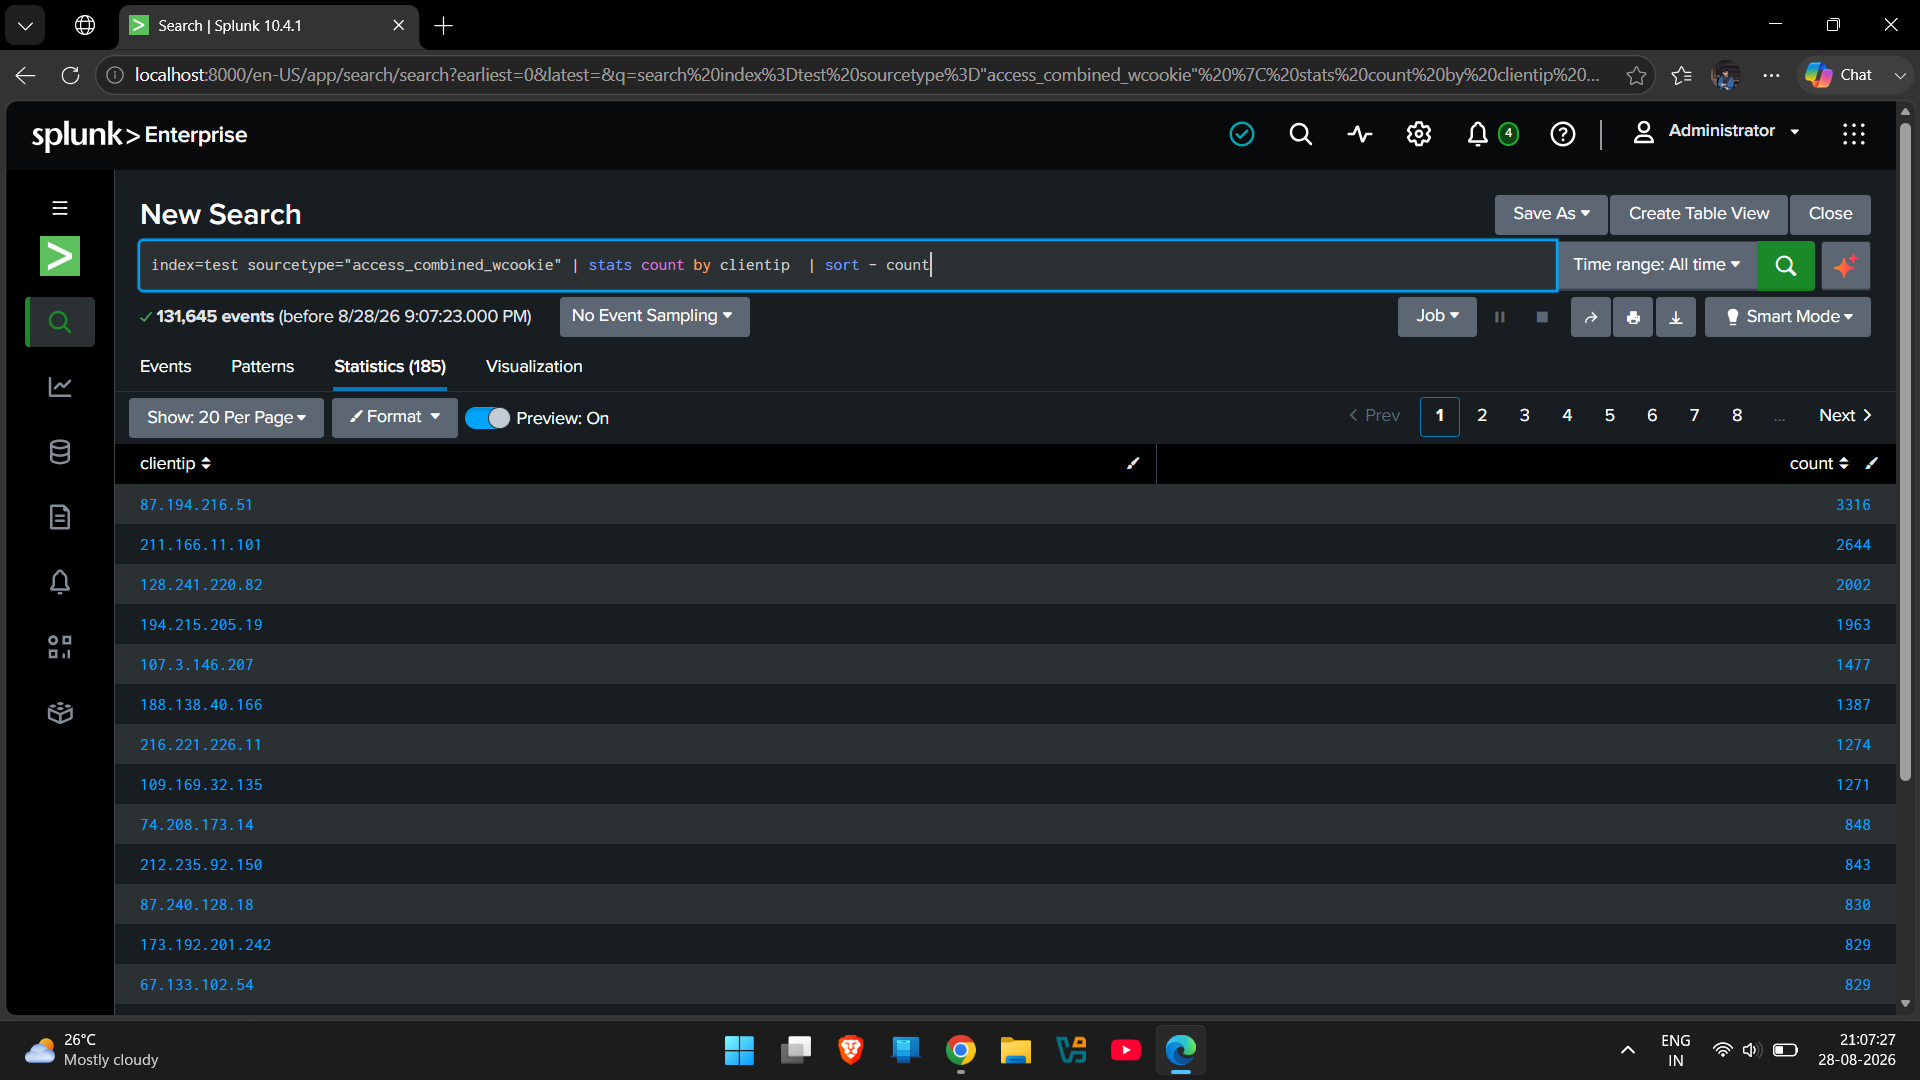 Search | Splunk 10.4.1
localhost:8000/en-US/app/search/search?earliest=0&latest=&q=search%20index%3Dtest%20sourcetype%3D"access_combined_wcookie"%20%7C%20stats%20count%20by%20clientip%20...
Chat
splunk>Enterprise
4
Administrator
New Search
Save As
Create Table View
Close
index=test sourcetype="access_combined_wcookie" | stats count by clientip  | sort - count
Time range: All time
131,645 events (before 8/28/26 9:07:23.000 PM)
No Event Sampling
Job
Smart Mode
Events
Patterns
Statistics (185)
Visualization
Show: 20 Per Page
Format
Preview: On
< Prev
1
2
3
4
5
6
7
8
...
Next >
clientip
count
87.194.216.51 3316
211.166.11.101 2644
128.241.220.82 2002
194.215.205.19 1963
107.3.146.207 1477
188.138.40.166 1387
216.221.226.11 1274
109.169.32.135 1271
74.208.173.14 848
212.235.92.150 843
87.240.128.18 830
173.192.201.242 829
67.133.102.54 829
26°C
Mostly cloudy
ENG
IN
21:07:27
28-08-2026